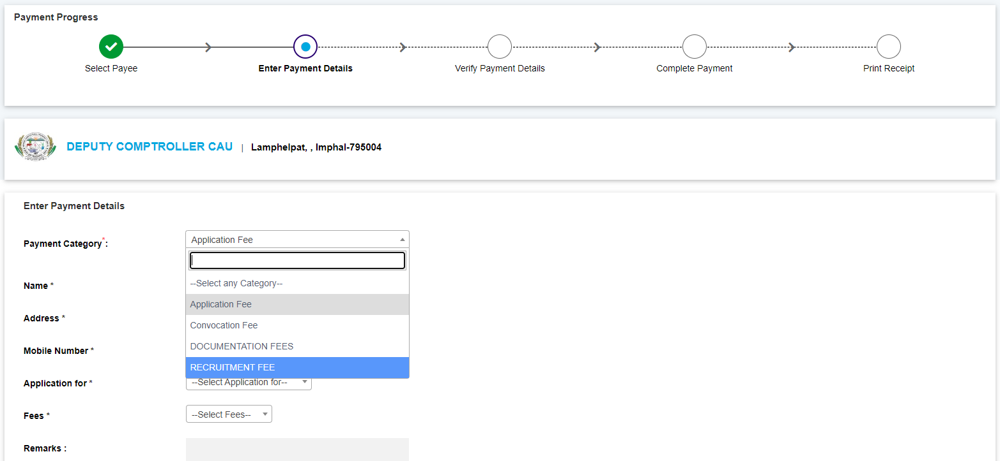 Payment Progress
Select Payee
Enter Payment Details
Verify Payment Details
Complete Payment
Print Receipt
DEPUTY COMPTROLLER CAU | Lamphelpat, , Imphal-795004
Enter Payment Details
Payment Category* :
Application Fee
--Select any Category--
Application Fee
Convocation Fee
DOCUMENTATION FEES
RECRUITMENT FEE
Name *
Address *
Mobile Number *
Application for *
--Select Application for--
Fees *
--Select Fees--
Remarks :